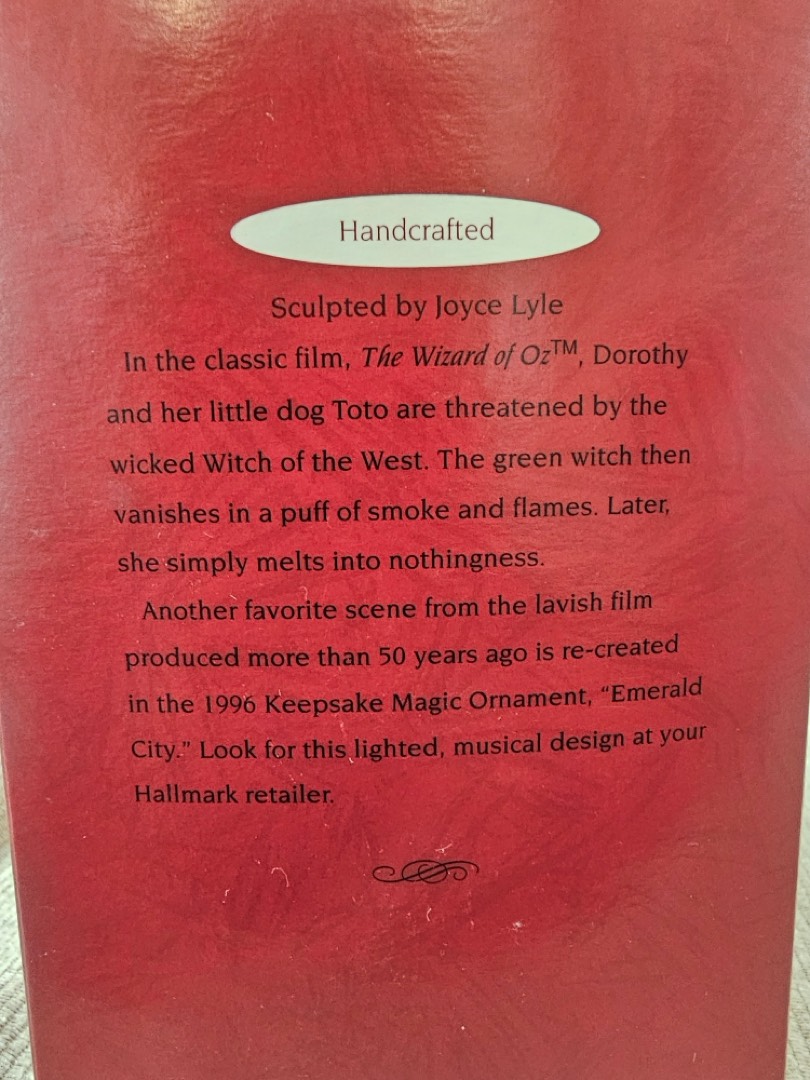 Handcrafted
Sculpted by Joyce Lyle
In the classic film, The Wizard of Oz™, Dorothy
and her little dog Toto are threatened by the
wicked Witch of the West. The green witch then
vanishes in a puff of smoke and flames. Later,
she simply melts into nothingness.
Another favorite scene from the lavish film
produced more than 50 years ago is re-created
in the 1996 Keepsake Magic Ornament, “Emerald
City.” Look for this lighted, musical design at your
Hallmark retailer.